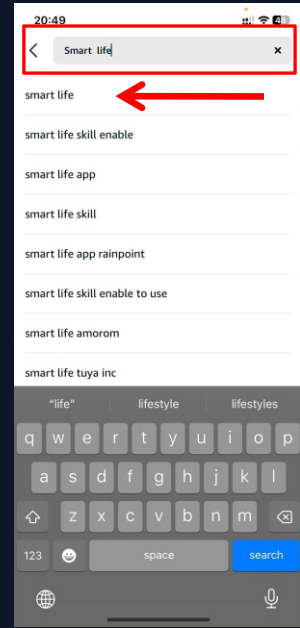 20:49
Smart life
smart life
smart life skill enable
smart life app
smart life skill
smart life app rainpoint
smart life skill enable to use
smart life amorom
smart life tuya inc
"life" lifestyle lifestyles
q w e r t y u i o p
a s d f g h j k l
z x c v b n m
123 space search